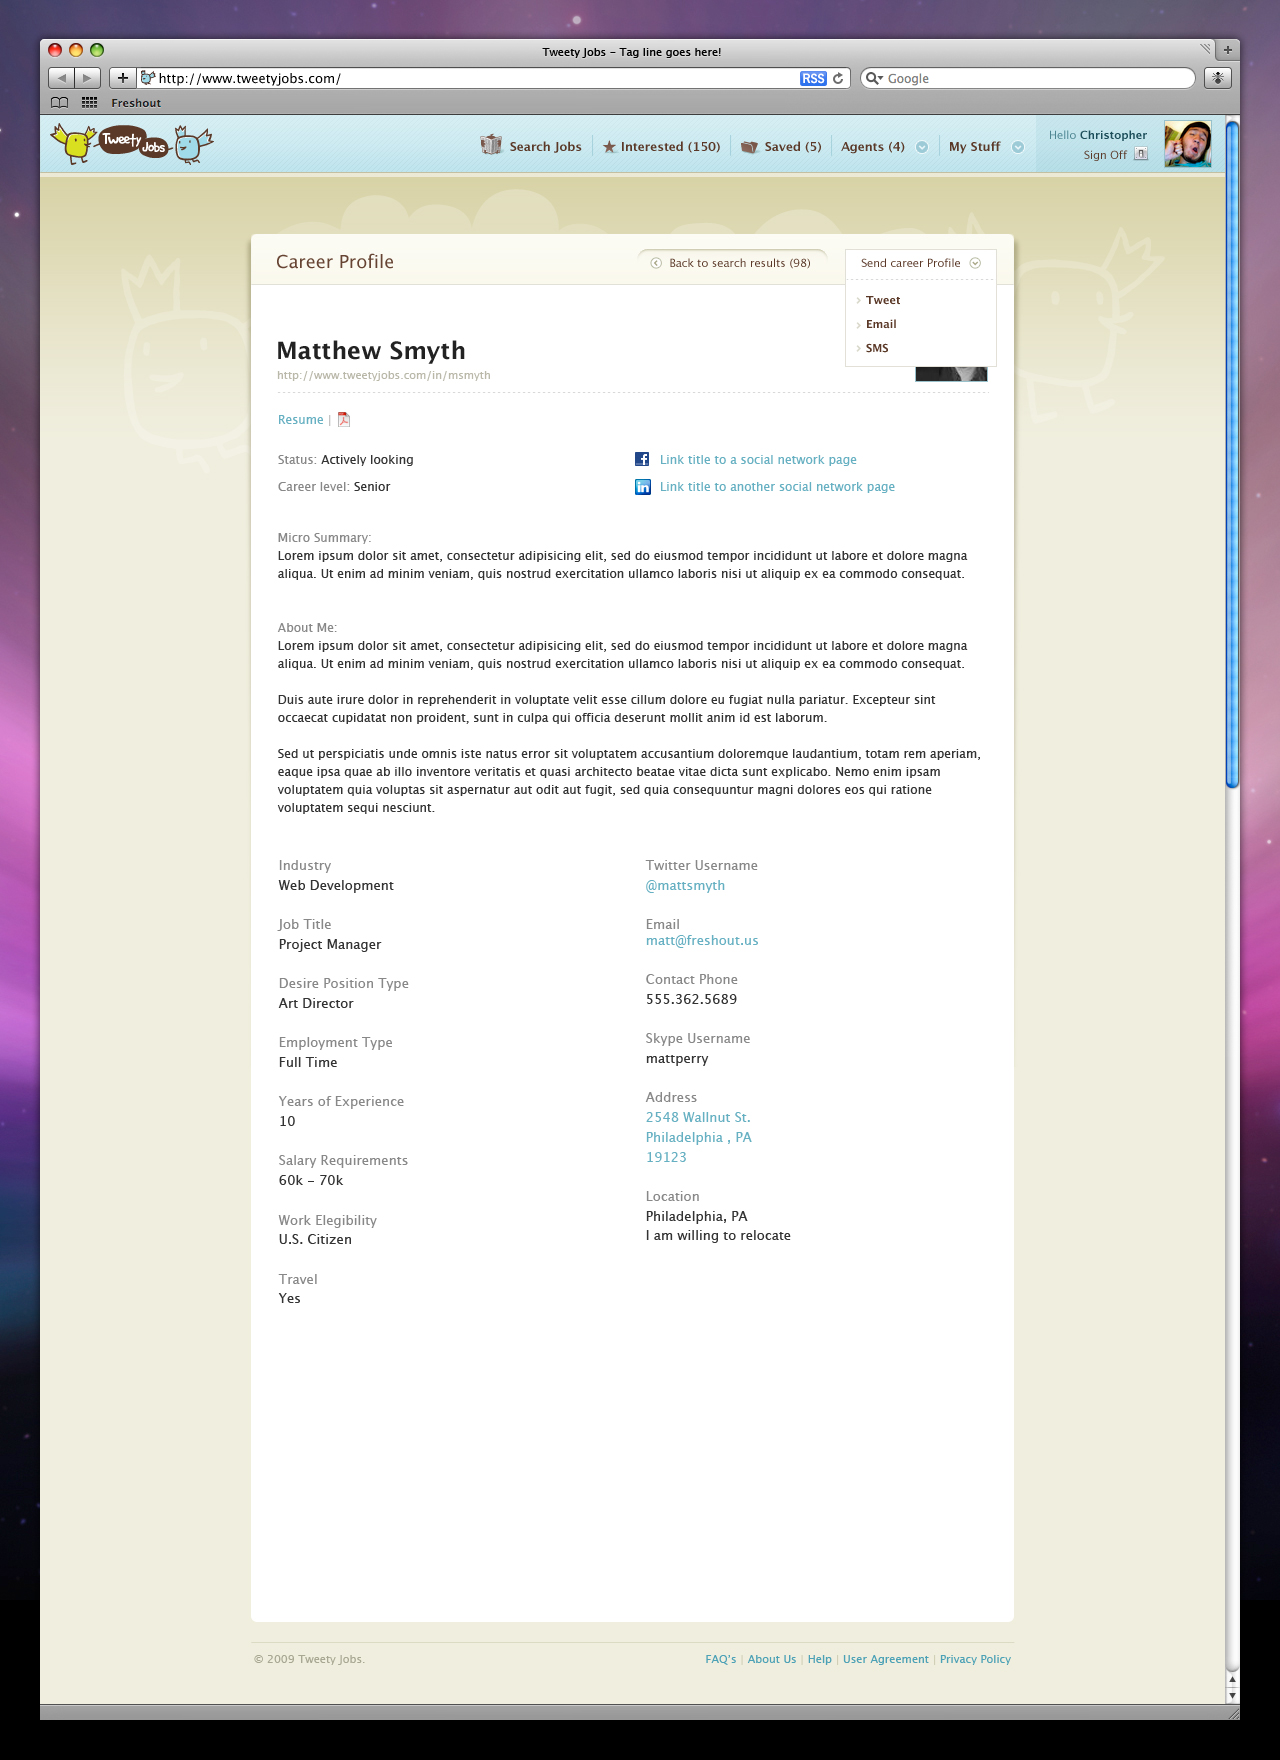 Tweety Jobs – Tag line goes here!
http://www.tweetyjobs.com/
RSS
Google
Freshout
Tweety Jobs
Search Jobs
Interested (150)
Saved (5)
Agents (4)
My Stuff
Hello Christopher
Sign Off
Career Profile
Back to search results (98)
Send career Profile
Tweet
Email
SMS
Matthew Smyth
http://www.tweetyjobs.com/in/msmyth
Resume |
Status: Actively looking
Link title to a social network page
Career level: Senior
Link title to another social network page
Micro Summary:
Lorem ipsum dolor sit amet, consectetur adipisicing elit, sed do eiusmod tempor incididunt ut labore et dolore magna
aliqua. Ut enim ad minim veniam, quis nostrud exercitation ullamco laboris nisi ut aliquip ex ea commodo consequat.
About Me:
Lorem ipsum dolor sit amet, consectetur adipisicing elit, sed do eiusmod tempor incididunt ut labore et dolore magna
aliqua. Ut enim ad minim veniam, quis nostrud exercitation ullamco laboris nisi ut aliquip ex ea commodo consequat.
Duis aute irure dolor in reprehenderit in voluptate velit esse cillum dolore eu fugiat nulla pariatur. Excepteur sint
occaecat cupidatat non proident, sunt in culpa qui officia deserunt mollit anim id est laborum.
Sed ut perspiciatis unde omnis iste natus error sit voluptatem accusantium doloremque laudantium, totam rem aperiam,
eaque ipsa quae ab illo inventore veritatis et quasi architecto beatae vitae dicta sunt explicabo. Nemo enim ipsam
voluptatem quia voluptas sit aspernatur aut odit aut fugit, sed quia consequuntur magni dolores eos qui ratione
voluptatem sequi nesciunt.
Industry
Web Development
Job Title
Project Manager
Desire Position Type
Art Director
Employment Type
Full Time
Years of Experience
10
Salary Requirements
60k – 70k
Work Elegibility
U.S. Citizen
Travel
Yes
Twitter Username
@mattsmyth
Email
matt@freshout.us
Contact Phone
555.362.5689
Skype Username
mattperry
Address
2548 Wallnut St.
Philadelphia , PA
19123
Location
Philadelphia, PA
I am willing to relocate
© 2009 Tweety Jobs.
FAQ's | About Us | Help | User Agreement | Privacy Policy